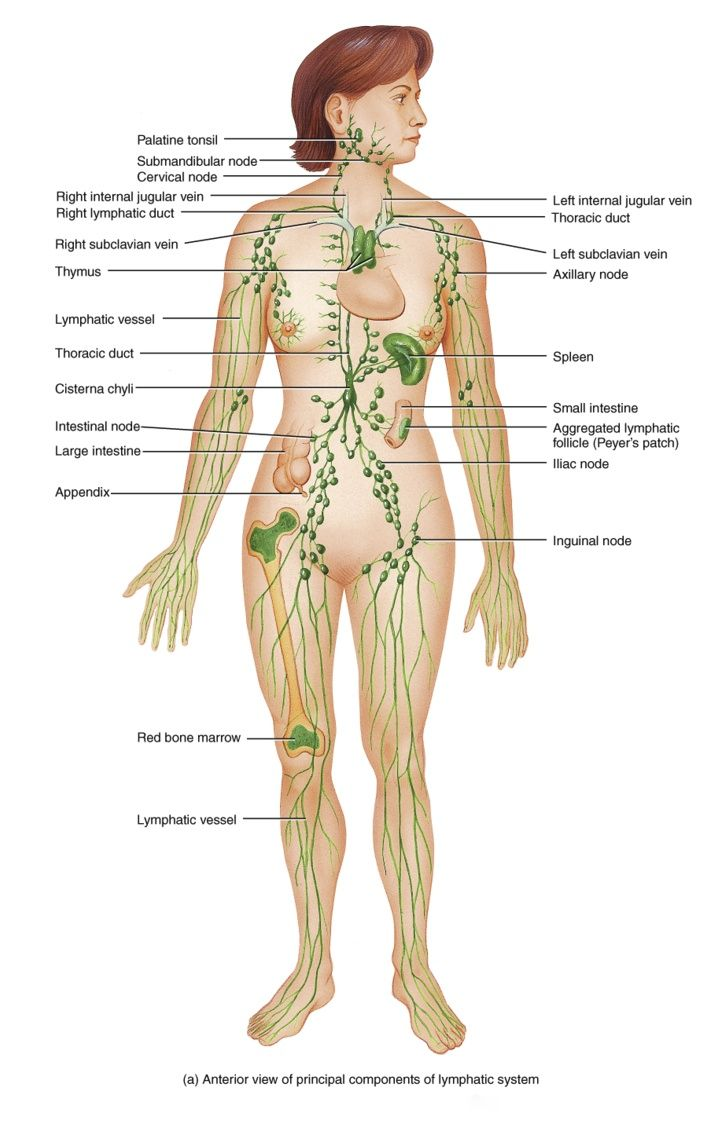 Palatine tonsil
Submandibular node
Cervical node
Right internal jugular vein
Right lymphatic duct
Right subclavian vein
Thymus
Lymphatic vessel
Thoracic duct
Cisterna chyli
Intestinal node
Large intestine
Appendix
Red bone marrow
Lymphatic vessel
Left internal jugular vein
Thoracic duct
Left subclavian vein
Axillary node
Spleen
Small intestine
Aggregated lymphatic
follicle (Peyer's patch)
Iliac node
Inguinal node
(a) Anterior view of principal components of lymphatic system